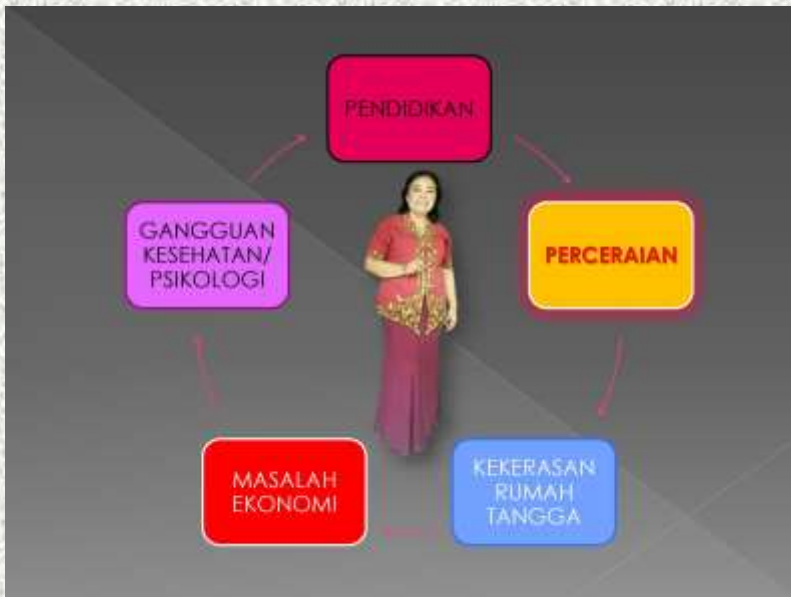 PENDIDIKAN
PERCERAIAN
KEKERASAN
RUMAH
TANGGA
MASALAH
EKONOMI
GANGGUAN
KESEHATAN/
PSIKOLOGI